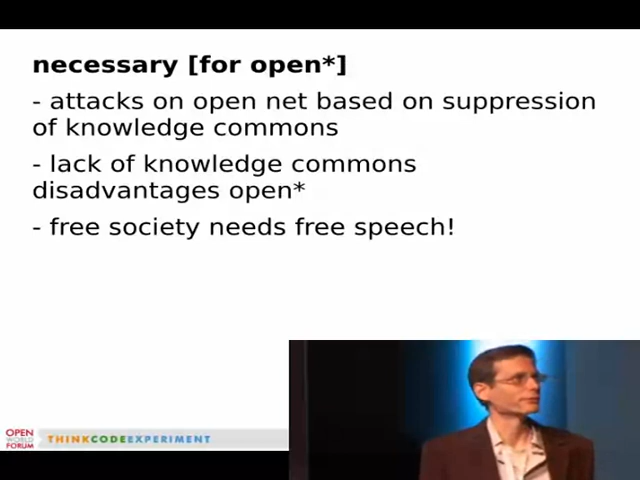 necessary [for open*]
- attacks on open net based on suppression
of knowledge commons
- lack of knowledge commons
disadvantages open*
- free society needs free speech!
OPEN
WORLD
FORUM
THINKCODEEXPERIMENT